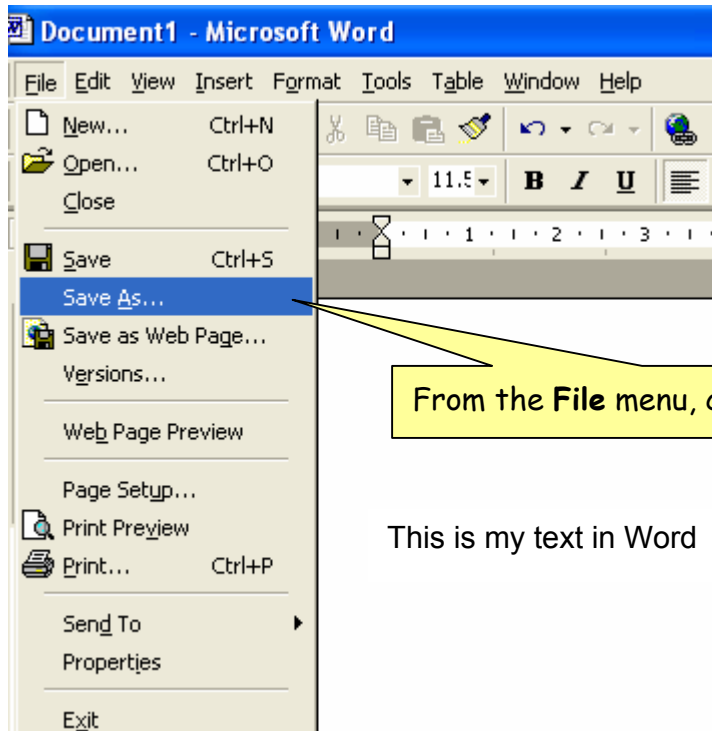 Document1 - Microsoft Word
File Edit View Insert Format Tools Table Window Help
New... Ctrl+N
Open... Ctrl+O
11.5 B I U
Close
1 2 3
Save Ctrl+S
Save As...
Save as Web Page...
Versions...
From the File menu,
Web Page Preview
Page Setup...
Print Preview
This is my text in Word
Print... Ctrl+P
Send To
Properties
Exit